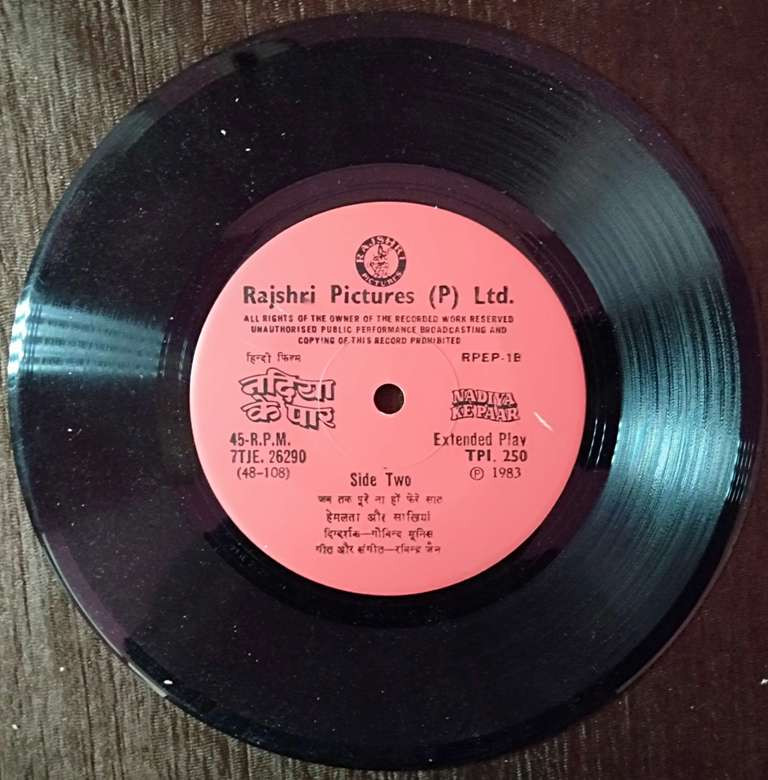 RAJSHRI
PICTURES
Rajshri Pictures (P) Ltd.
ALL RIGHTS OF THE OWNER OF THE RECORDED WORK RESERVED
UNAUTHORISED PUBLIC PERFORMANCE BROADCASTING AND
COPYING OF THIS RECORD PROHIBITED
हिन्दी फिल्म
RPEP-1B
नदिया
के पार
NADIYA
KE PAAR
45-R.P.M.
Extended Play
7TJE. 26290
TPI. 250
(48-108)
Ⓟ 1983
Side Two
जब तक पूरे ना हों फेरे सात
हेमलता और सखियां
दिग्दर्शक—गोविन्द मूनिस
गीत और संगीत—रविन्द्र जैन